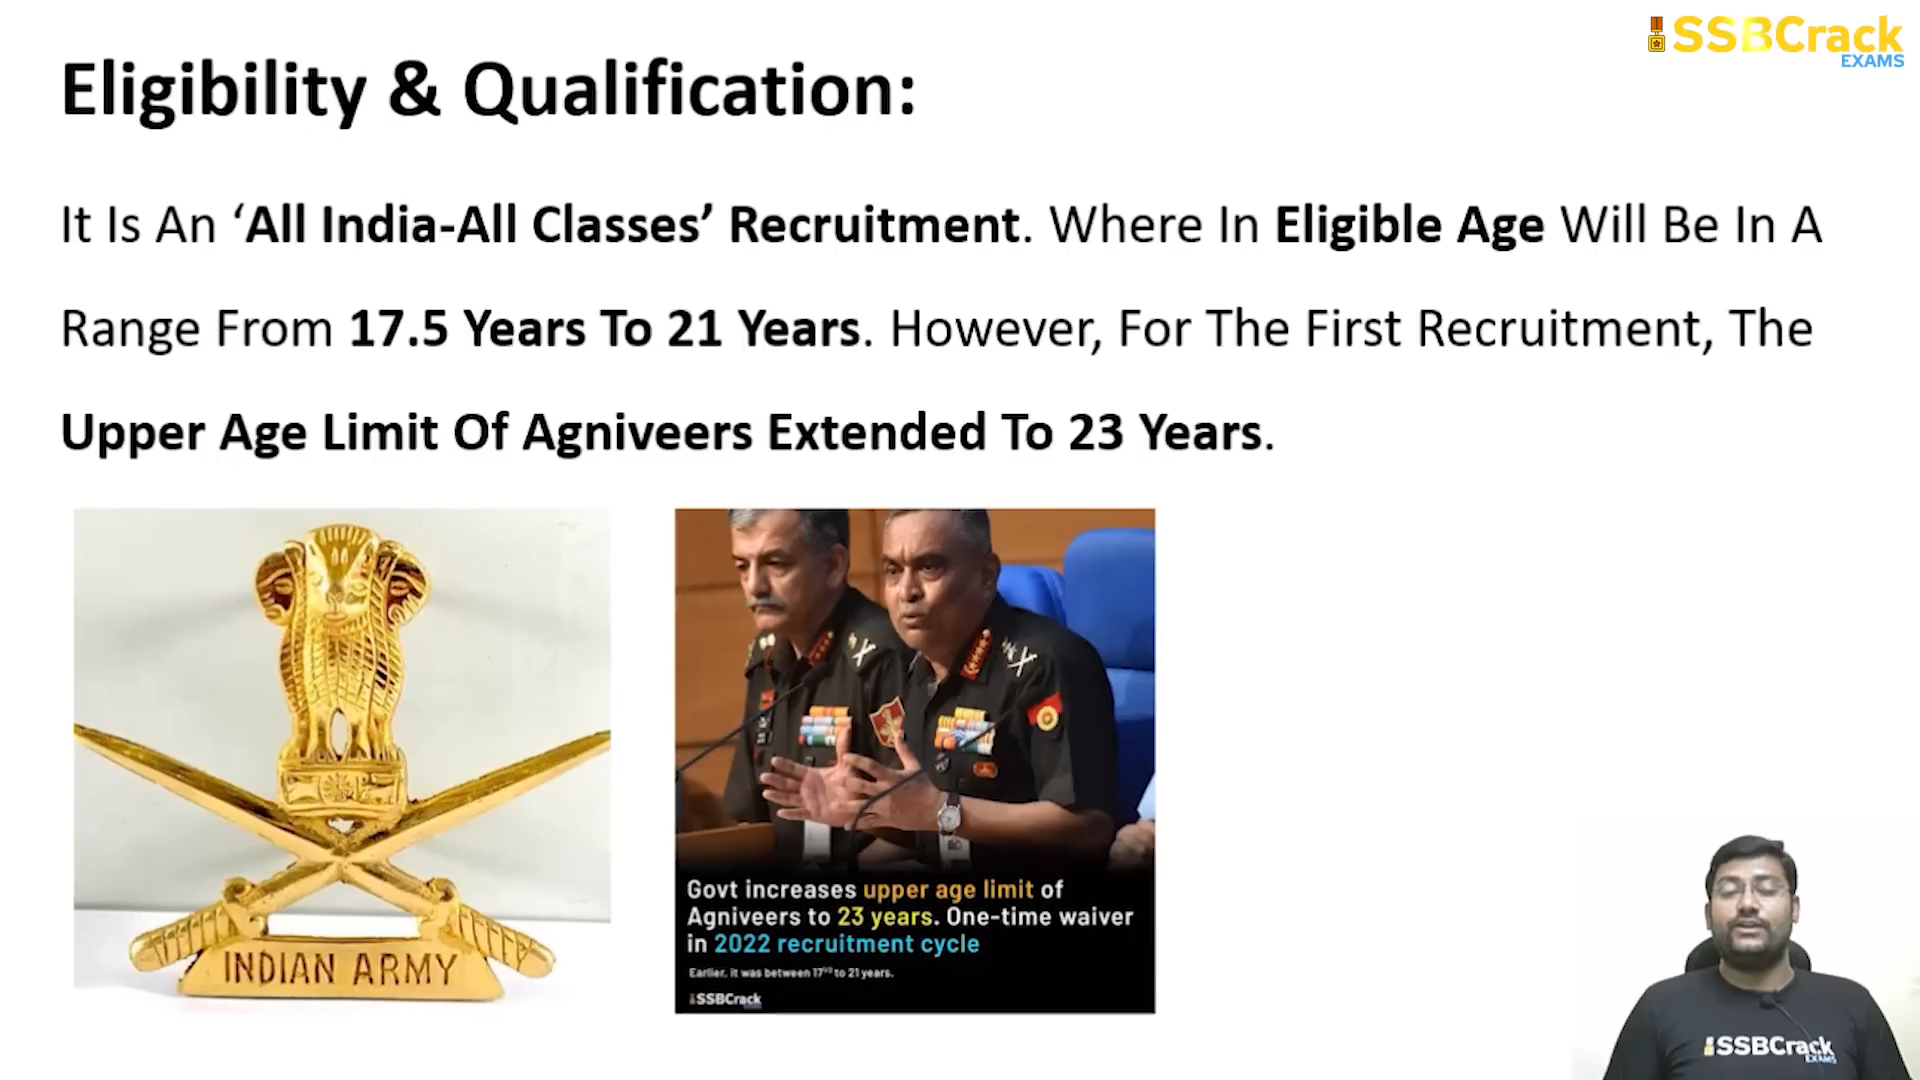 SSBCrack
EXAMS
Eligibility & Qualification:
It Is An ‘All India-All Classes’ Recruitment. Where In Eligible Age Will Be In A
Range From 17.5 Years To 21 Years. However, For The First Recruitment, The
Upper Age Limit Of Agniveers Extended To 23 Years.
INDIAN ARMY
Govt increases upper age limit of
Agniveers to 23 years. One-time waiver
in 2022 recruitment cycle
Earlier, it was between 17 1/2 to 21 years.
SSBCrack
SSBCrack
EXAMS